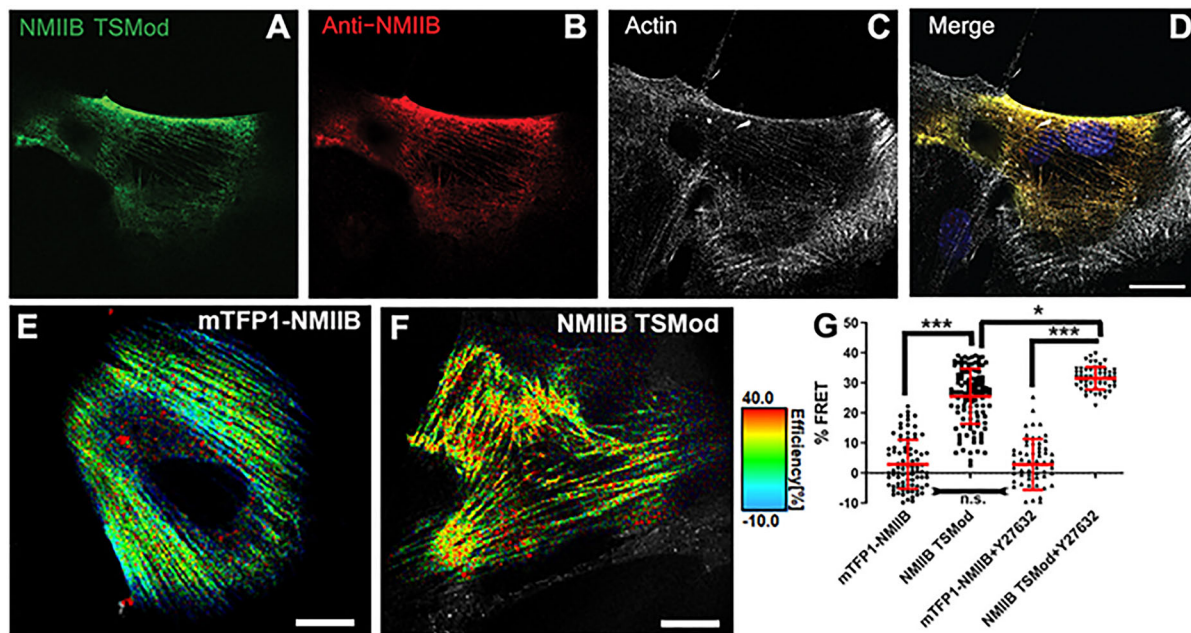 NMIIB TSMod A
Anti-NMIIB B
Actin C
Merge D
E mTFP1-NMIIB
F NMIIB TSMod
40.0
Efficiency[%]
-10.0
G
% FRET
50
40
30
20
10
0
-10
***
*
***
n.s.
mTFP1-NMIIB
NMIIB TSMod
mTFP1-NMIIB+Y27632
NMIIB TSMod+Y27632